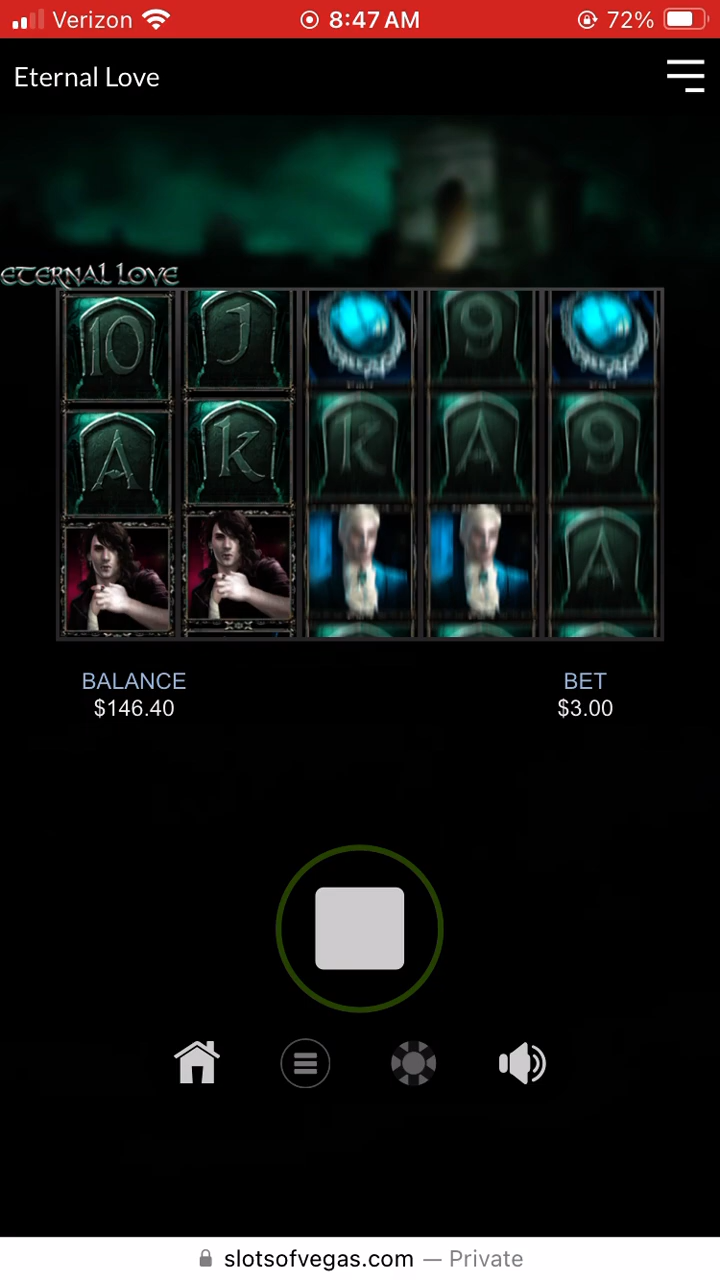 Verizon 8:47 AM 72%
Eternal Love
ETERNAL LOVE
10 J 9
A K K A 9
A
BALANCE BET
$146.40 $3.00
slotsofvegas.com — Private